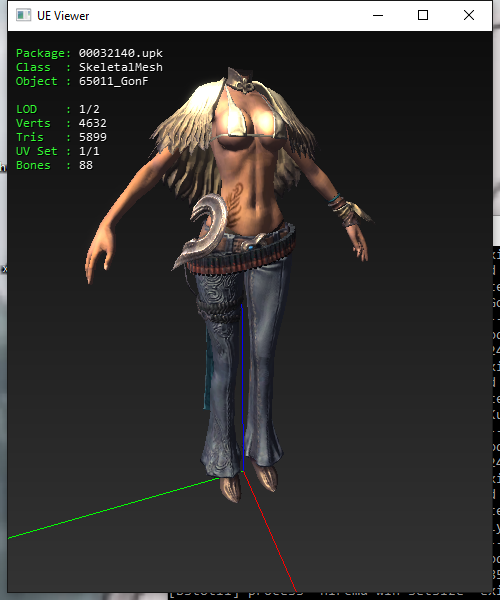 UE Viewer
Package: 00032140.upk
Class : SkeletalMesh
Object : 65011_GonF
LOD : 1/2
Verts : 4632
Tris : 5899
UV Set : 1/1
Bones : 88